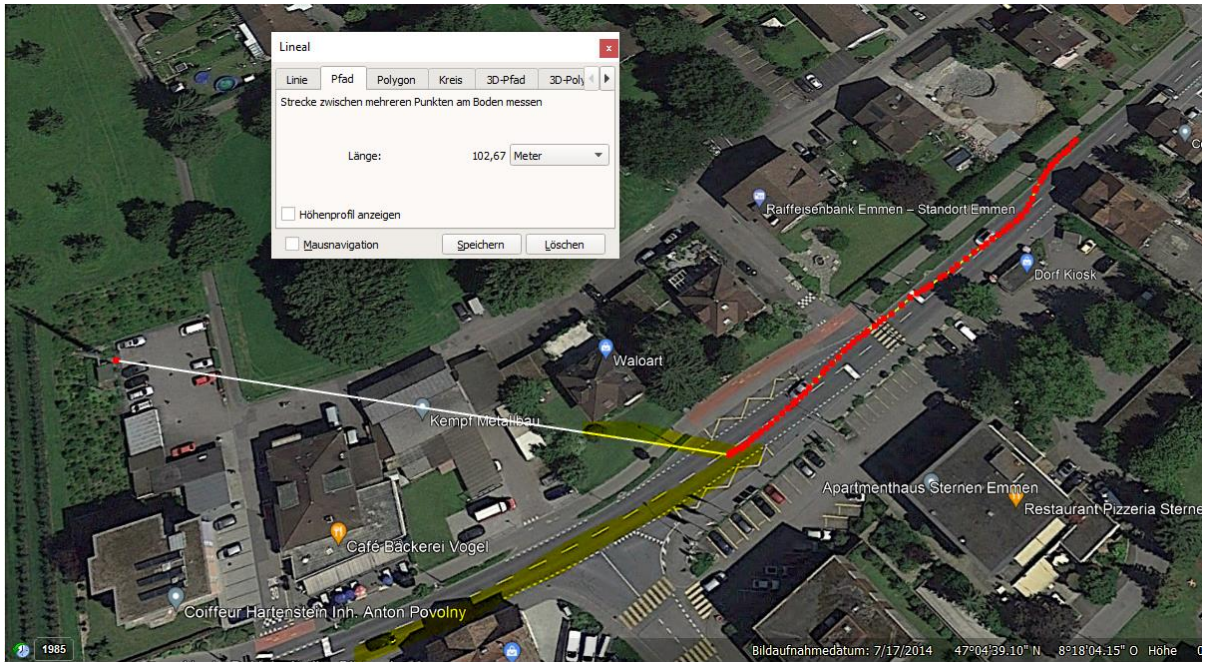 Lineal
x
Linie Pfad Polygon Kreis 3D-Pfad 3D-Poly
Strecke zwischen mehreren Punkten am Boden messen
Länge: 102,67 Meter
Höhenprofil anzeigen
Mausnavigation Speichern Löschen
Raiffeisenbank Emmen – Standort Emmen
Dorf Kiosk
Waloart
Kempf Metallbau
Apartmenthaus Sternen Emmen
Restaurant Pizzeria Sterne
Café Bäckerei Vogel
Coiffeur Hartenstein Inh. Anton Povolny
1985
Bildaufnahmedatum: 7/17/2014 47°04'39.10" N 8°18'04.15" O Höhe